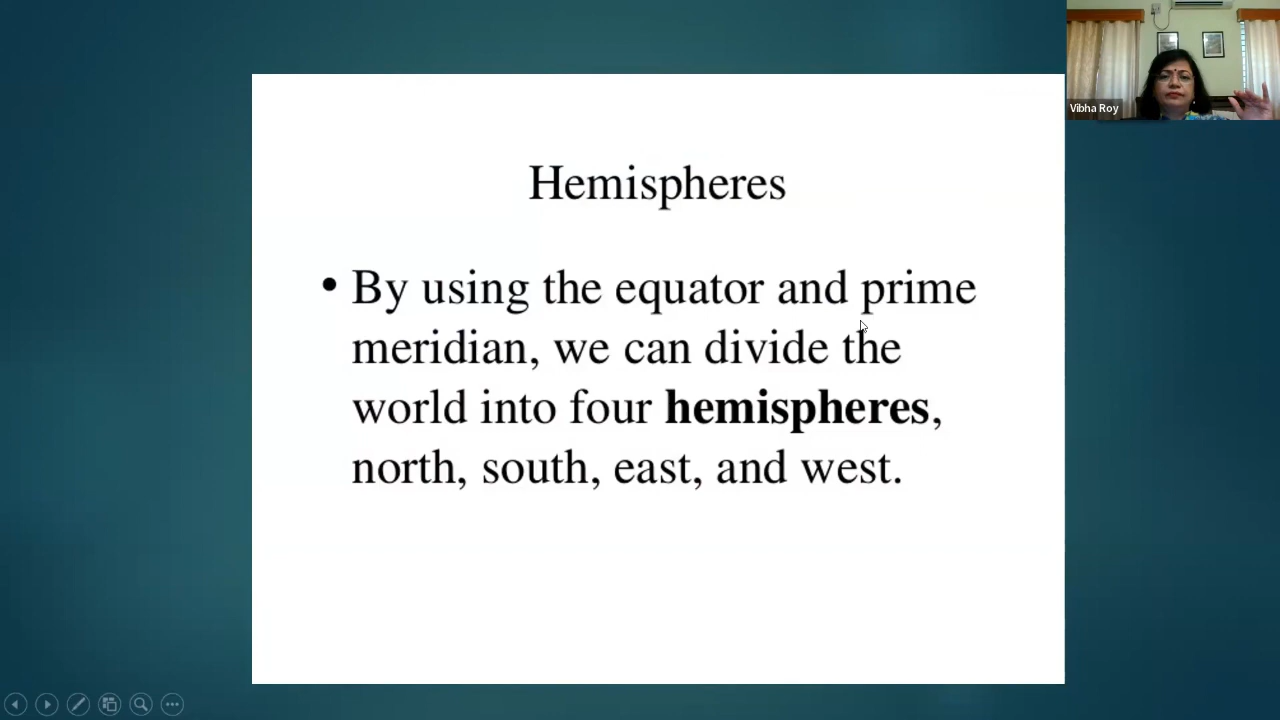 Vibha Roy
Hemispheres
• By using the equator and prime
meridian, we can divide the
world into four hemispheres,
north, south, east, and west.